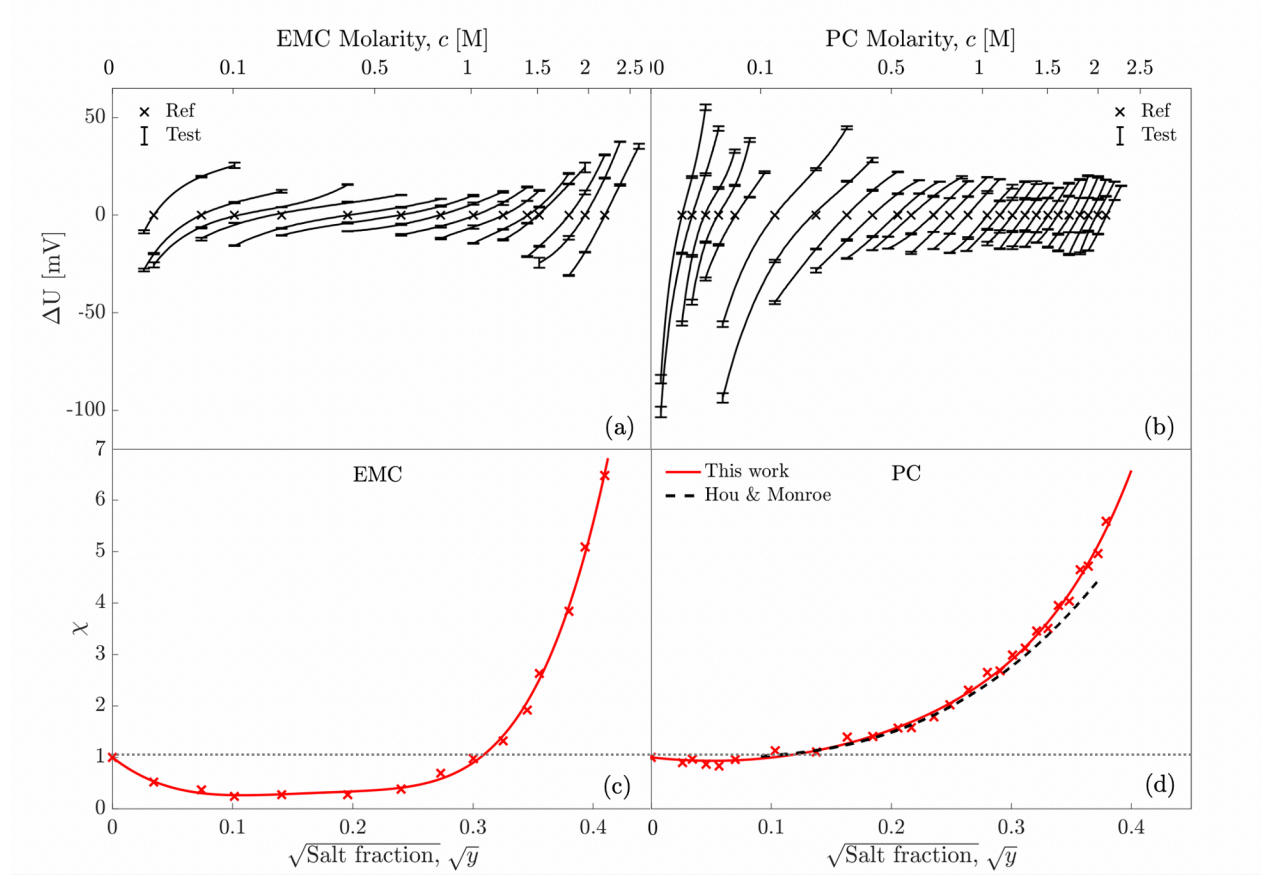 EMC Molarity, c [M]
PC Molarity, c [M]
0 0.1 0.5 1 1.5 2 2.5
0 0.1 0.5 1 1.5 2 2.5
50
0
-50
-100
ΔU [mV]
× Ref
Test
× Ref
Test
(a)
(b)
7
6
5
4
3
2
1
0
χ
EMC
This work
Hou & Monroe
PC
(c)
(d)
0 0.1 0.2 0.3 0.4
0 0.1 0.2 0.3 0.4
√Salt fraction, √y
√Salt fraction, √y